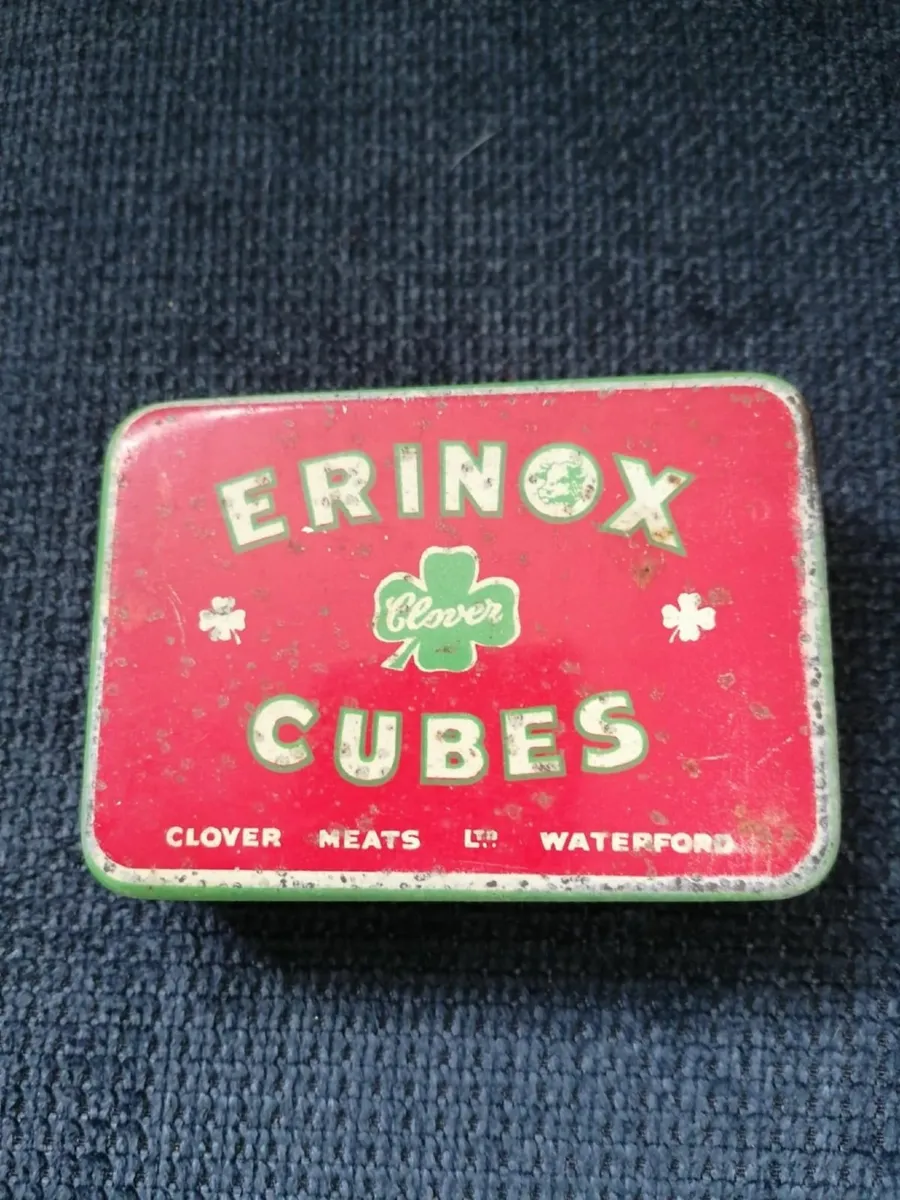 ERINOX
Clover
CUBES
CLOVER MEATS LTD. WATERFORD